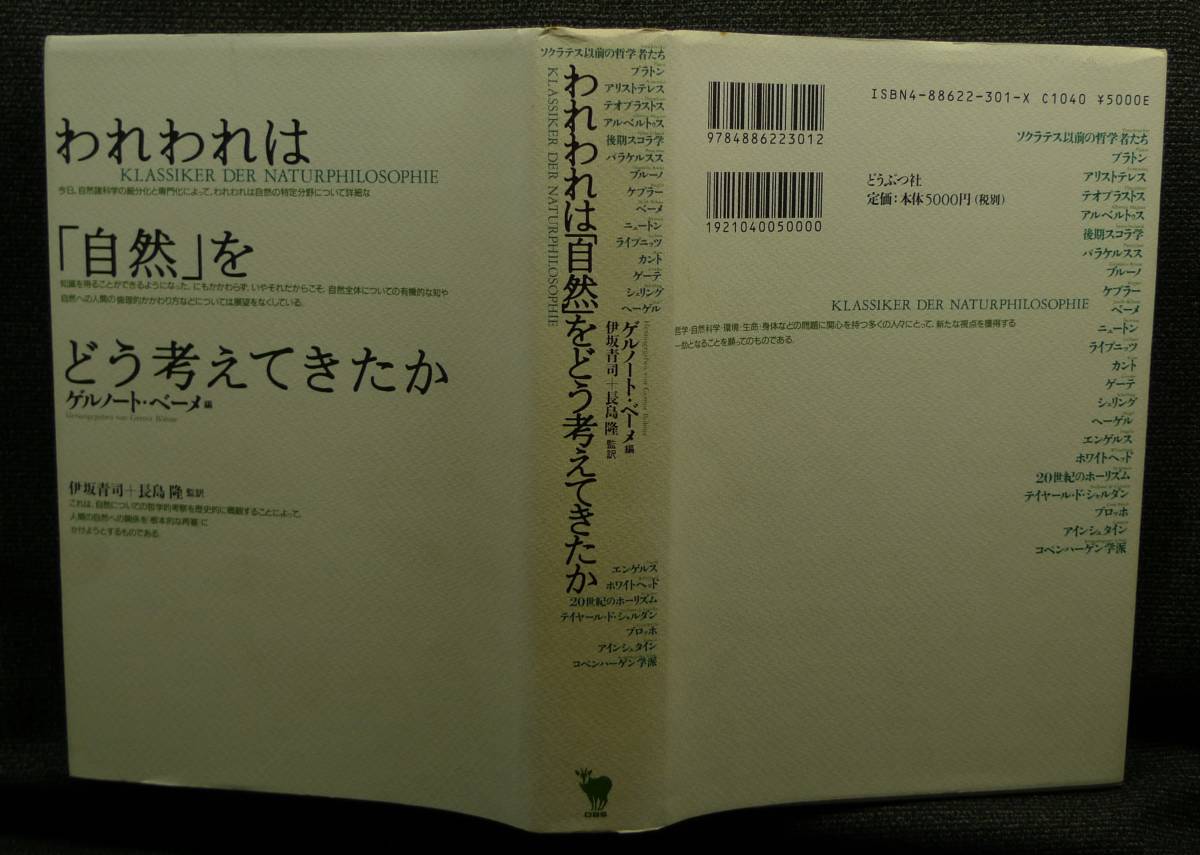 われわれは
KLASSIKER DER NATURPHILOSOPHIE
今日、自然諸科学の細分化と専門化によって、われわれは自然の特定分野について詳細な
「自然」を
知識を得ることができるようになった。にもかかわらず、いやそれだからこそ、自然全体についての有機的な知や
自然への人間の倫理的かかわり方などについては展望をなくしている。
どう考えてきたか
ゲルノート・ベーメ 編
Herausgegeben von Gernot Böhme
伊坂青司+長島 隆 監訳
これは、自然についての哲学的考察を歴史的に概観することによって、
人間の自然への関係を「根本的な再審」に
かけようとするものである。
ソクラテス以前の哲学者たち
プラトン
アリストテレス
テオプラストス
アルベルトゥス
後期スコラ学
パラケルスス
ブルーノ
ケプラー
ベーメ
ニュートン
ライプニッツ
カント
ゲーテ
シェリング
ヘーゲル
われわれは「自然」をどう考えてきたか
KLASSIKER DER NATURPHILOSOPHIE
ゲルノート・ベーメ 編
Herausgegeben von Gernot Böhme
伊坂青司+長島 隆 監訳
エンゲルス
ホワイトヘッド
20世紀のホーリズム
テイヤール・ド・シャルダン
ブロッホ
アインシュタイン
コペンハーゲン学派
9784886223012
1921040050000
ISBN4-88622-301-X C1040 ¥5000E
どうぶつ社
定価:本体5000円(税別)
ソクラテス以前の哲学者たち
プラトン
アリストテレス
テオプラストス
アルベルトゥス
後期スコラ学
パラケルスス
ブルーノ
ケプラー
ベーメ
ニュートン
ライプニッツ
カント
ゲーテ
シェリング
ヘーゲル
エンゲルス
ホワイトヘッド
20世紀のホーリズム
テイヤール・ド・シャルダン
ブロッホ
アインシュタイン
コペンハーゲン学派
KLASSIKER DER NATURPHILOSOPHIE
哲学・自然科学・環境・生命・身体などの問題に関心を持つ多くの人々にとって、新たな視点を獲得する
一助となることを願ってのものである。